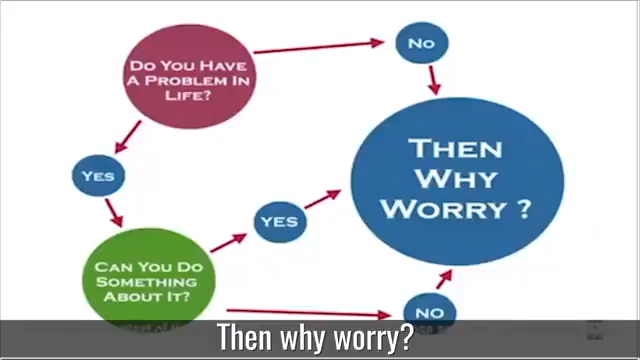 DO YOU HAVE
A PROBLEM IN
LIFE?
NO
YES
THEN
WHY
WORRY ?
YES
CAN YOU DO
SOMETHING
ABOUT IT?
NO
Then why worry?